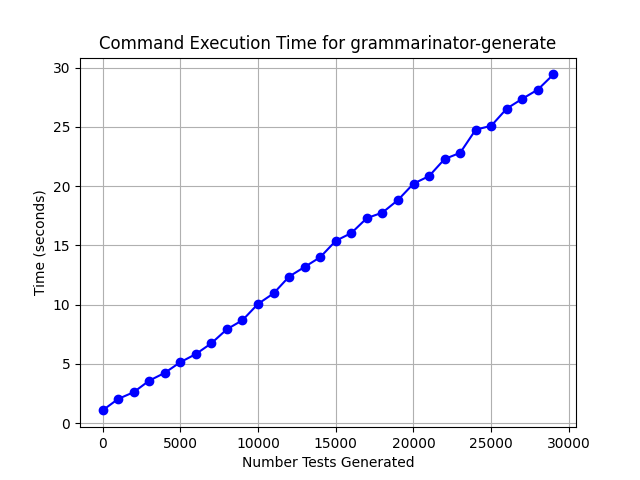 Command Execution Time for grammarinator-generate
30
25
20
15
10
5
0
Time (seconds)
0 5000 10000 15000 20000 25000 30000
Number Tests Generated